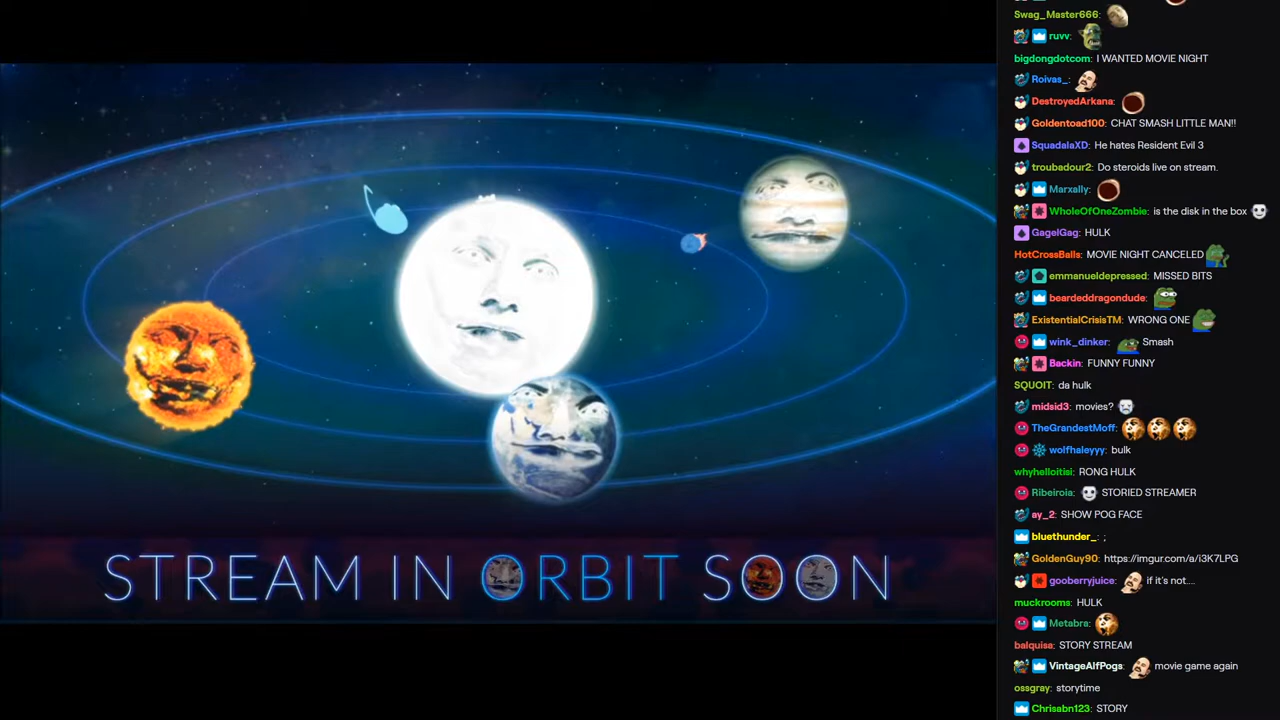 STREAM IN ORBIT SOON
Swag_Master666:
ruvv:
bigdongdotcom: I WANTED MOVIE NIGHT
Roivas_:
DestroyedArkana:
Goldentoad100: CHAT SMASH LITTLE MAN!!
SquadalaXD: He hates Resident Evil 3
troubadour2: Do steroids live on stream.
Marxally:
WholeOfOneZombie: is the disk in the box
GagelGag: HULK
HotCrossBalls: MOVIE NIGHT CANCELED
emmanueldepressed: MISSED BITS
beardeddragondude:
ExistentialCrisisTM: WRONG ONE
wink_dinker: Smash
Backin: FUNNY FUNNY
SQUOIT: da hulk
midsid3: movies?
TheGrandestMoff:
wolfhaleyyy: bulk
whyhelloitisi: RONG HULK
Ribeiroia: STORIED STREAMER
ay_2: SHOW POG FACE
bluethunder_: ;
GoldenGuy90: https://imgur.com/a/i3K7LPG
gooberryjuice: if it's not....
muckrooms: HULK
Metabra:
balquisa: STORY STREAM
VintageAlfPogs: movie game again
ossgray: storytime
Chrisabn123: STORY